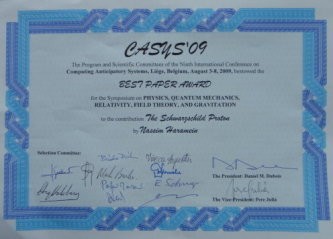 CASYS'09
The Program and Scientific Committees of the Ninth International Conference on
Computing Anticipatory Systems, Liège, Belgium, August 3-8, 2009, bestowed the
BEST PAPER AWARD
for the Symposium on PHYSICS, QUANTUM MECHANICS,
RELATIVITY, FIELD THEORY, AND GRAVITATION
to the contribution The Schwarzschild Proton
by Nassim Haramein
Selection Committee:
The President: Daniel M. Dubois
The Vice-President: Pere Julia